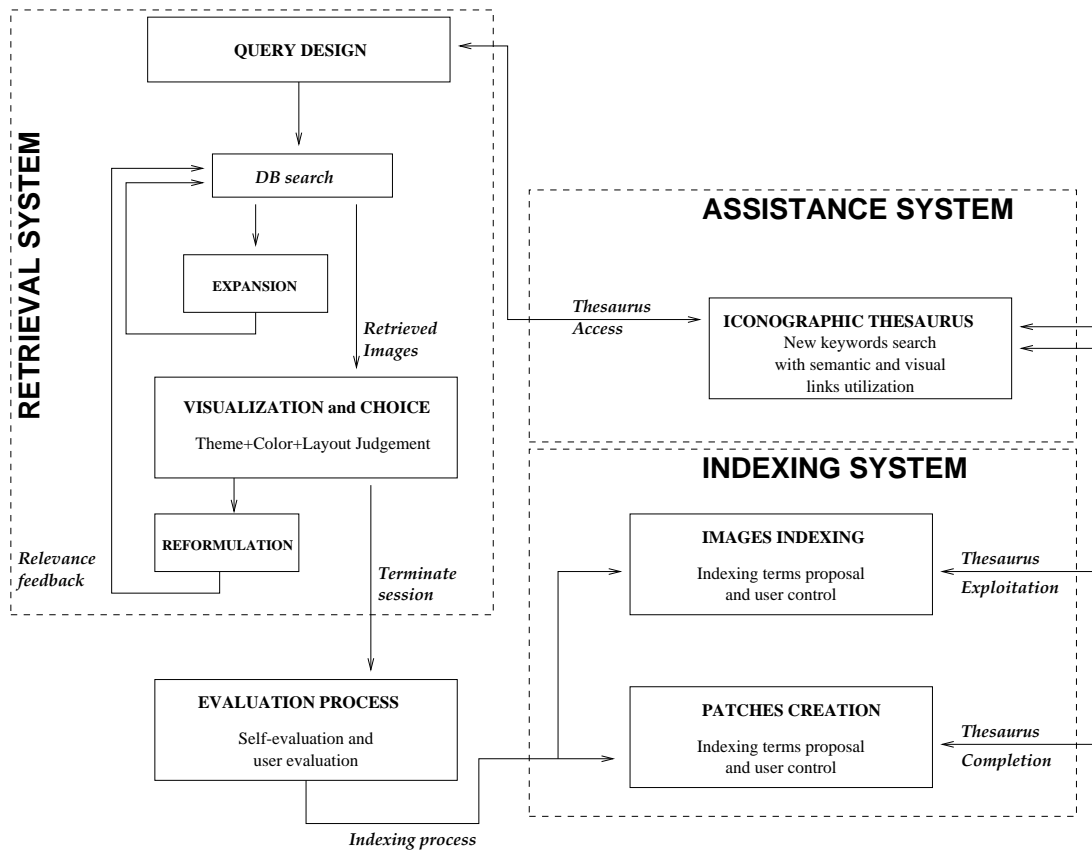 RETRIEVAL SYSTEM
QUERY DESIGN
DB search
EXPANSION
Retrieved
Images
VISUALIZATION and CHOICE
Theme+Color+Layout Judgement
REFORMULATION
Relevance
feedback
Terminate
session
EVALUATION PROCESS
Self-evaluation and
user evaluation
Indexing process
Thesaurus
Access
ASSISTANCE SYSTEM
ICONOGRAPHIC THESAURUS
New keywords search
with semantic and visual
links utilization
INDEXING SYSTEM
IMAGES INDEXING
Indexing terms proposal
and user control
Thesaurus
Exploitation
PATCHES CREATION
Indexing terms proposal
and user control
Thesaurus
Completion